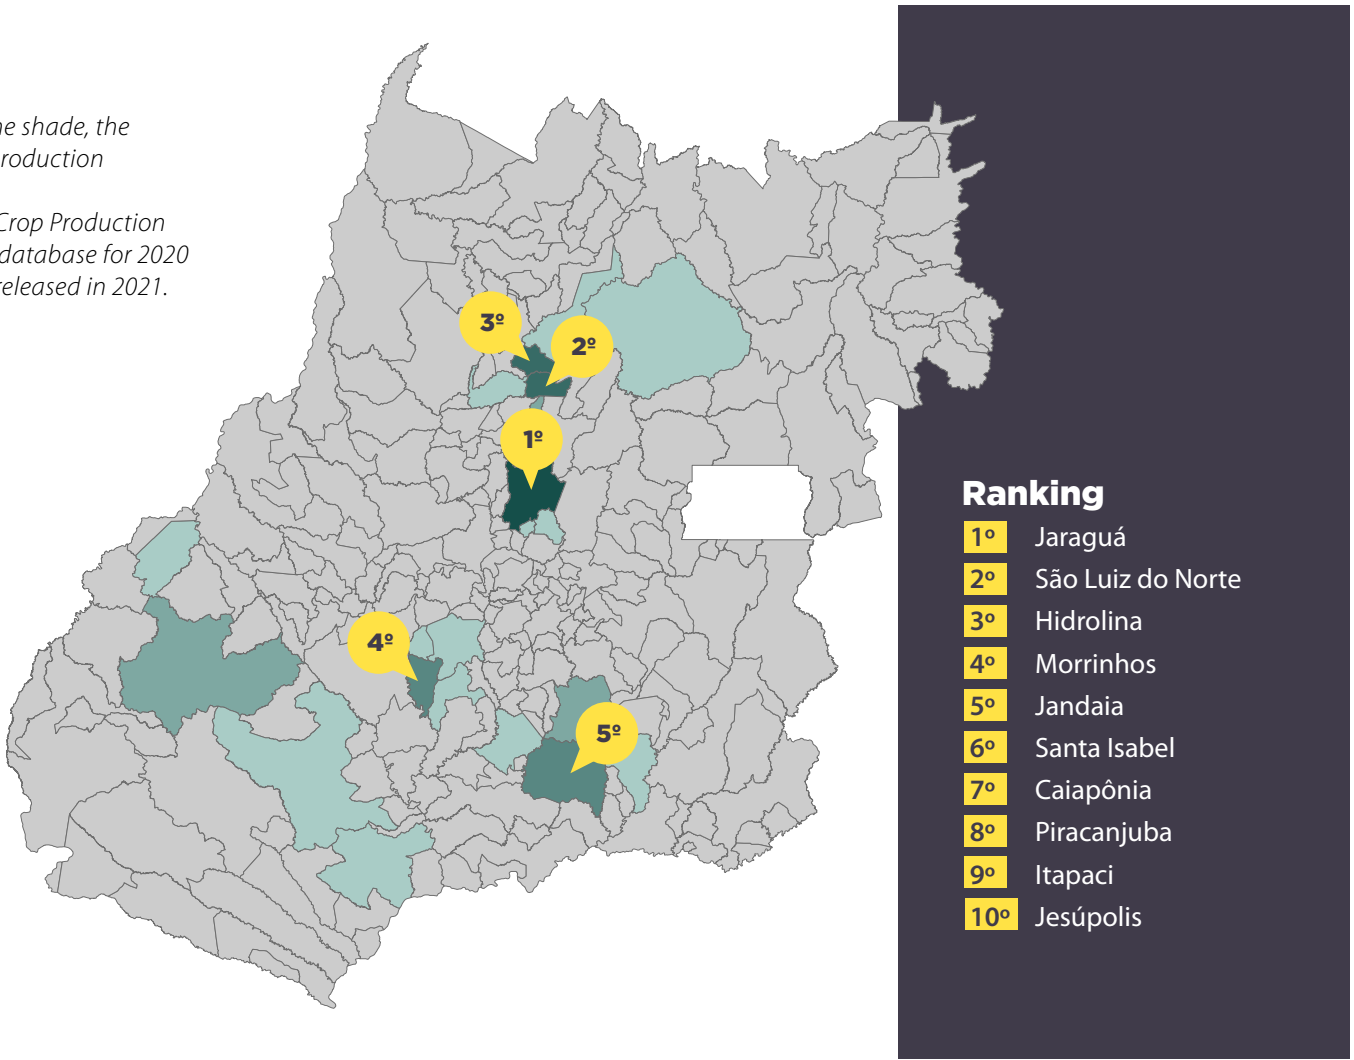 ne shade, the
roduction
Crop Production
database for 2020
released in 2021.
3º
2º
1º
4º
5º
Ranking
1º Jaraguá
2º São Luiz do Norte
3º Hidrolina
4º Morrinhos
5º Jandaia
6º Santa Isabel
7º Caiapônia
8º Piracanjuba
9º Itapaci
10º Jesúpolis